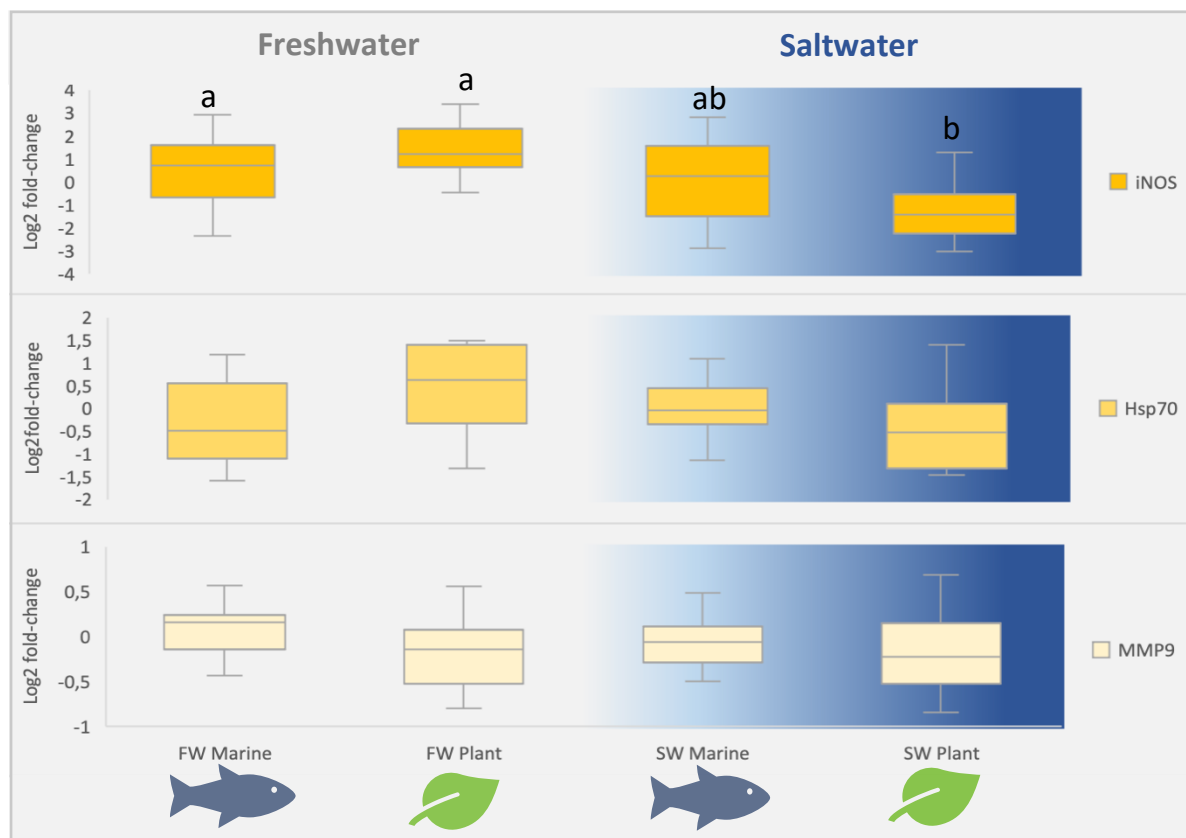 Freshwater Saltwater
Log2 fold-change
4
3
2
1
0
-1
-2
-3
-4
a
a
ab
b
iNOS
Log2fold-change
2
1,5
1
0,5
0
-0,5
-1
-1,5
-2
Hsp70
Log2 fold-change
1
0,5
0
-0,5
-1
MMP9
FW Marine FW Plant SW Marine SW Plant